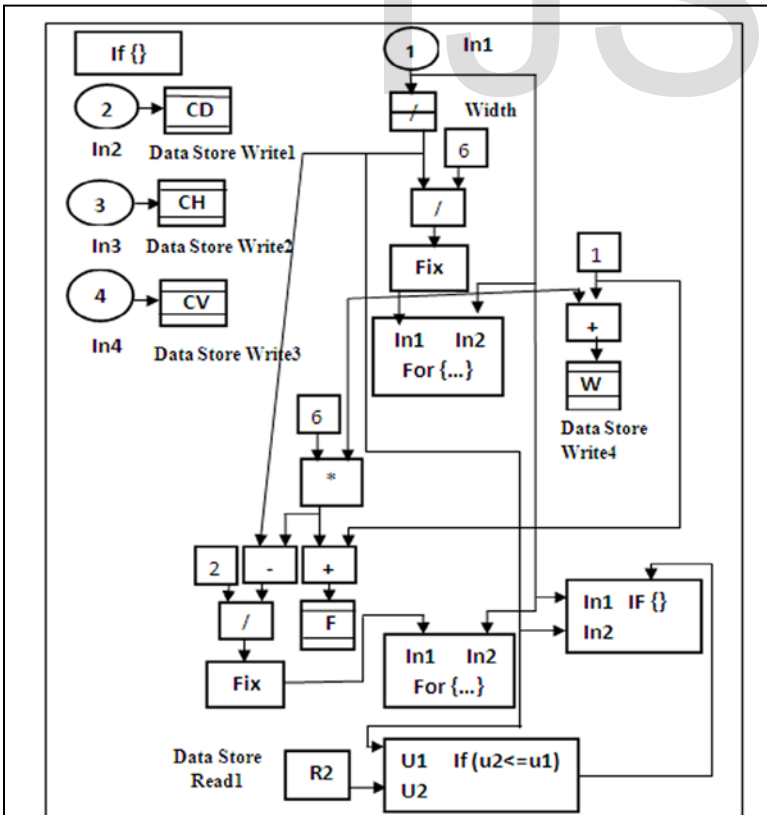 IJS
If {}
1
In1
2
CD
In2
Data Store Write1
/
Width
6
3
CH
In3
Data Store Write2
/
Fix
1
4
CV
In4
Data Store Write3
In1 In2
For {...}
+
W
Data Store
Write4
6
*
2
-
+
/
F
Fix
In1 In2
For {...}
In1 IF {}
In2
Data Store
Read1
R2
U1 If (u2<=u1)
U2